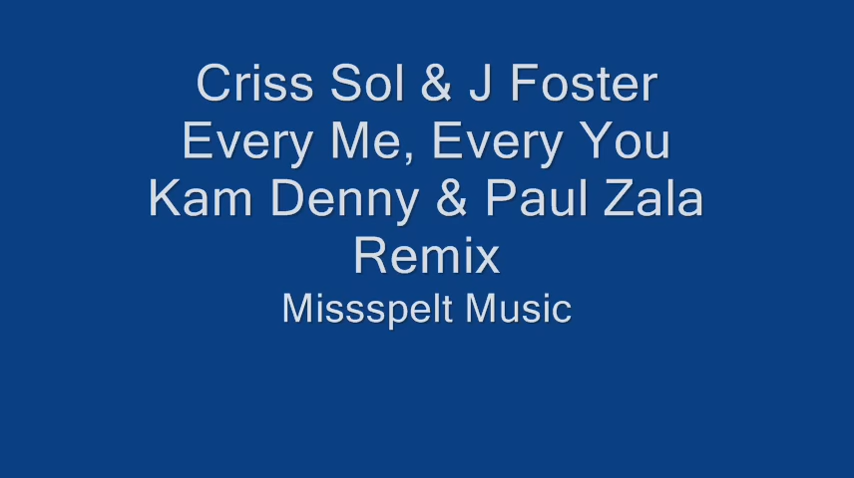 Criss Sol & J Foster
Every Me, Every You
Kam Denny & Paul Zala
Remix
Missspelt Music